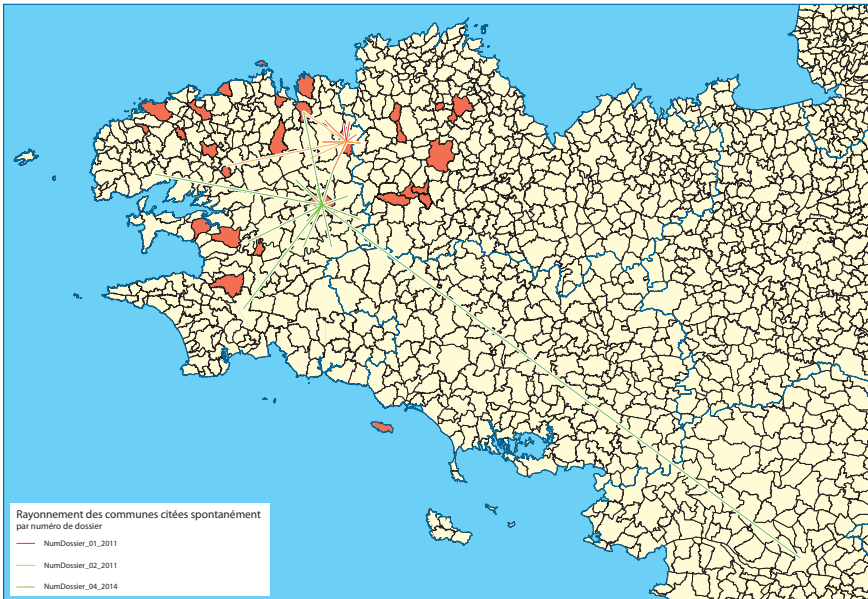 Rayonnement des communes citées spontanément
par numéro de dossier
NumDossier_01_2011
NumDossier_02_2011
NumDossier_04_2014